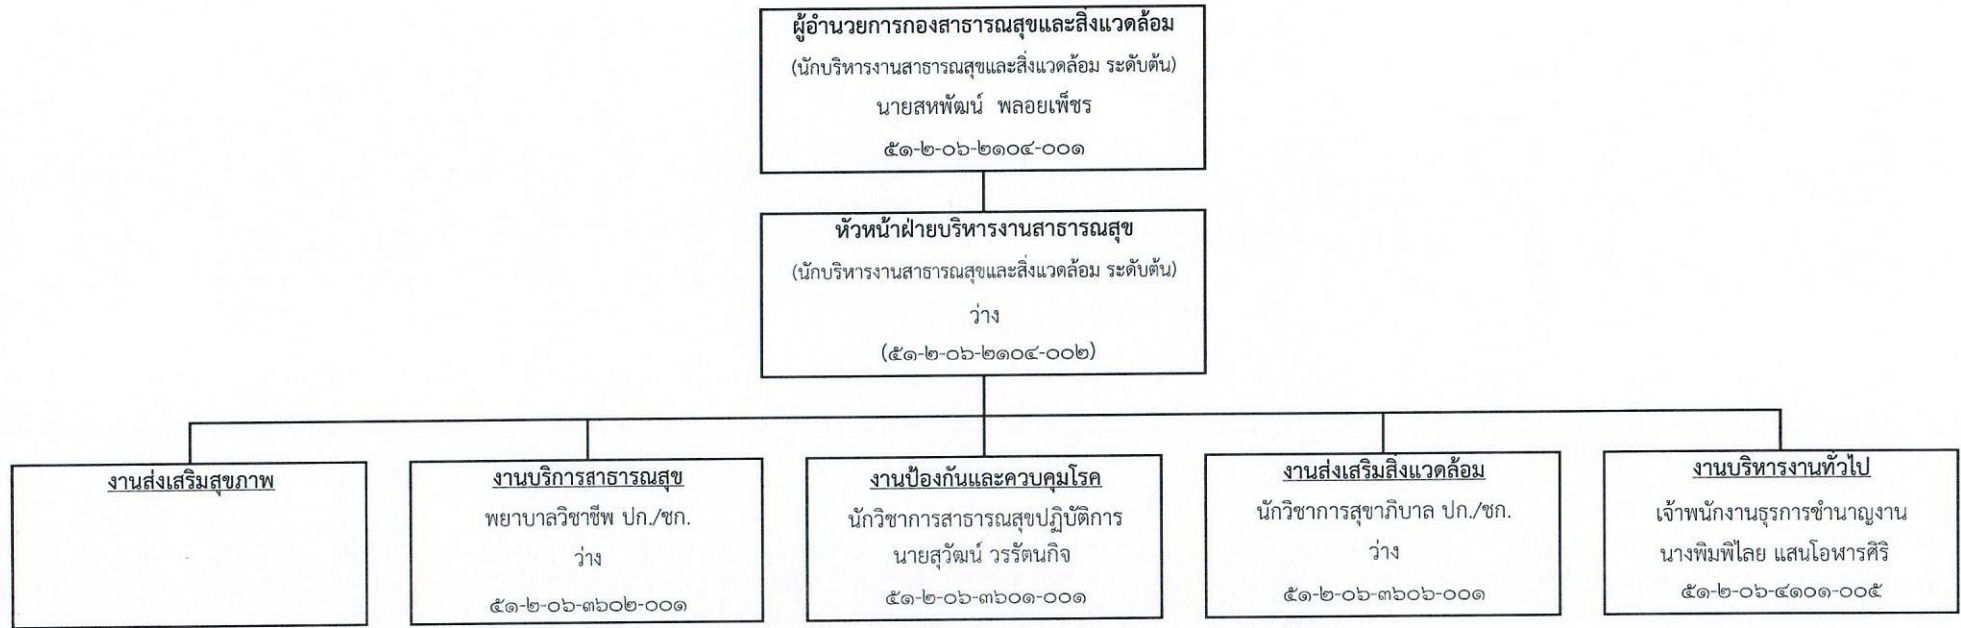 ผู้อำนวยการกองสาธารณสุขและสิ่งแวดล้อม
(นักบริหารงานสาธารณสุขและสิ่งแวดล้อม ระดับต้น)
นายสหพัฒน์ พลอยเพ็ชร
๕๑-๒-๐๖-๒๑๐๔-๐๐๑
หัวหน้าฝ่ายบริหารงานสาธารณสุข
(นักบริหารงานสาธารณสุขและสิ่งแวดล้อม ระดับต้น)
ว่าง
(๕๑-๒-๐๖-๒๑๐๔-๐๐๒)
งานส่งเสริมสุขภาพ
งานบริการสาธารณสุข
พยาบาลวิชาชีพ ปก./ชก.
ว่าง
๕๑-๒-๐๖-๓๖๐๒-๐๐๑
งานป้องกันและควบคุมโรค
นักวิชาการสาธารณสุขปฏิบัติการ
นายสุวัฒน์ วรรัตนกิจ
๕๑-๒-๐๖-๓๖๐๑-๐๐๑
งานส่งเสริมสิ่งแวดล้อม
นักวิชาการสุขาภิบาล ปก./ชก.
ว่าง
๕๑-๒-๐๖-๓๖๐๖-๐๐๑
งานบริหารงานทั่วไป
เจ้าพนักงานธุรการชำนาญงาน
นางพิมพิไลย แสนโอฬารศิริ
๕๑-๒-๐๖-๔๑๐๑-๐๐๕